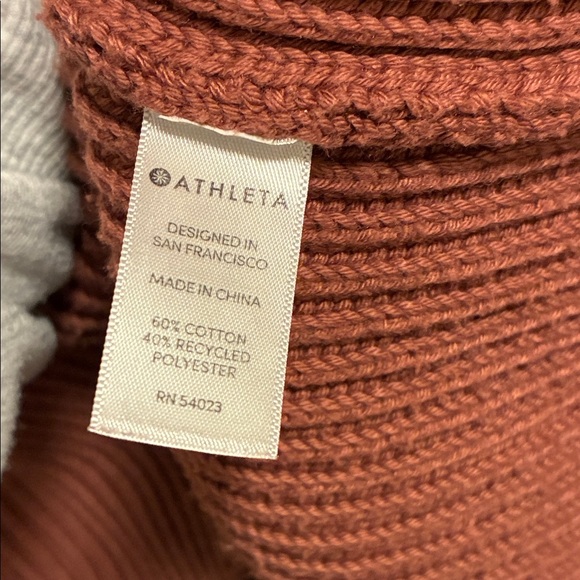 ATHLETA
DESIGNED IN
SAN FRANCISCO
MADE IN CHINA
60% COTTON
40% RECYCLED
POLYESTER
RN 54023